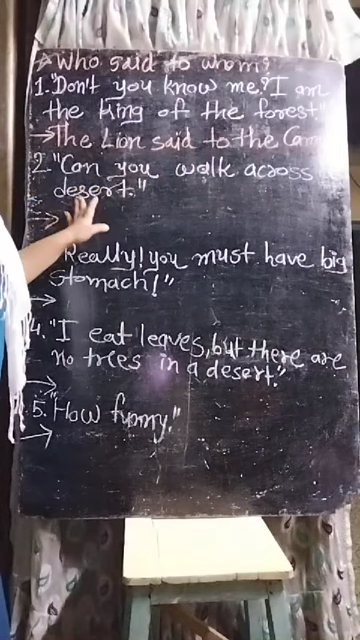 * Who said to whom?
1. "Don't you know me? I am
the king of the forest."
→ The Lion said to the Cam
2. "Can you walk across
desert."
→
"Really! you must have big
stomach!"
→
4. "I eat leaves, but there are
no trees in a desert."
→
5. "How funny."
→